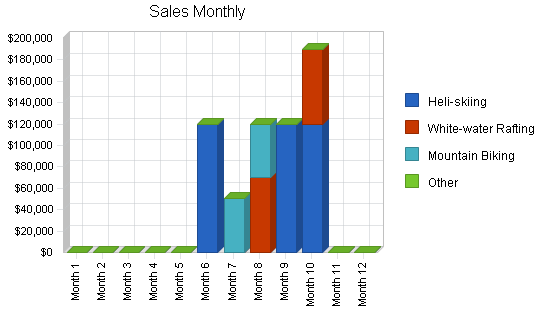 Sales Monthly
$200,000
$180,000
$160,000
$140,000
$120,000
$100,000
$80,000
$60,000
$40,000
$20,000
$0
Month 1
Month 2
Month 3
Month 4
Month 5
Month 6
Month 7
Month 8
Month 9
Month 10
Month 11
Month 12
Heli-skiing
White-water Rafting
Mountain Biking
Other